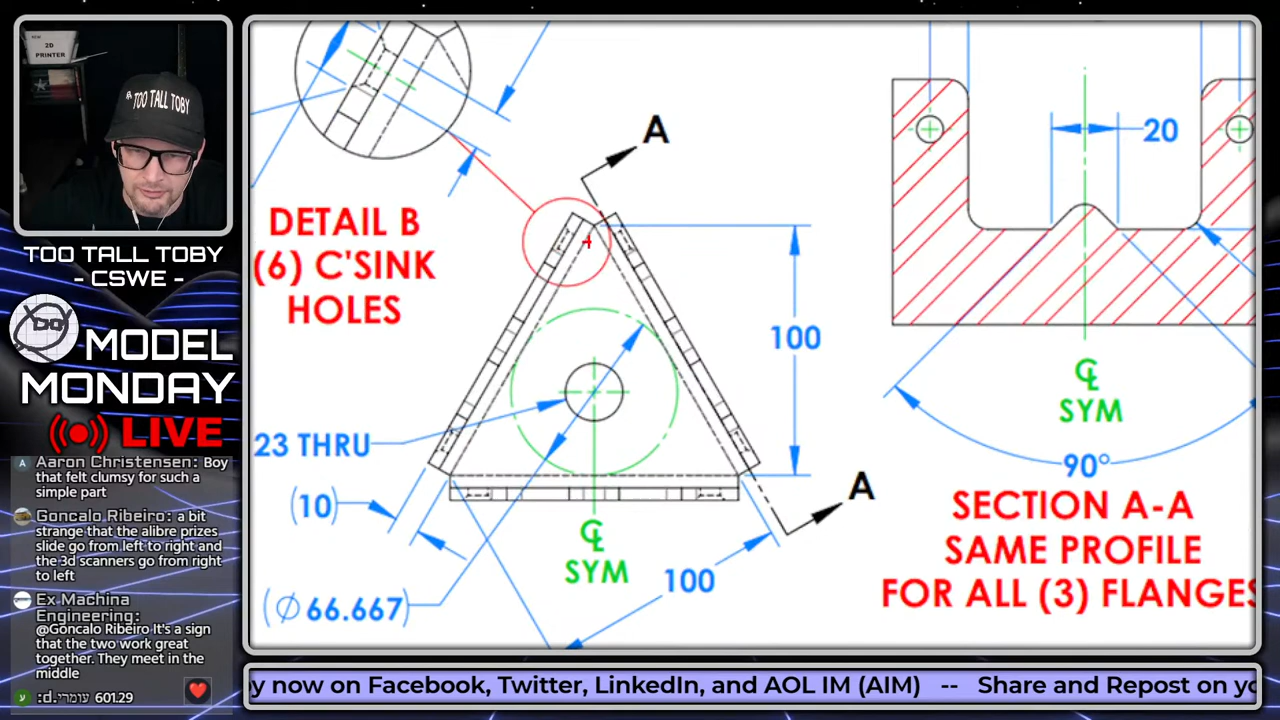 NEW
2D
PRINTER
TOO TALL TOBY
TOO TALL TOBY
- CSWE -
MODEL
MONDAY
LIVE
Aaron Christensen: Boy
that felt clumsy for such a
simple part
Goncalo Ribeiro: a bit
strange that the alibre prizes
slide go from left to right and
the 3d scanners go from right
to left
Ex Machina
Engineering:
@Goncalo Ribeiro It's a sign
that the two work great
together. They meet in the
middle
עומרי d: 601.29
DETAIL B
(6) C'SINK
HOLES
A
A
100
23 THRU
(10)
(Ø 66.667)
℄
SYM
100
20
℄
SYM
90°
SECTION A-A
SAME PROFILE
FOR ALL (3) FLANGES
y now on Facebook, Twitter, LinkedIn, and AOL IM (AIM) -- Share and Repost on yo